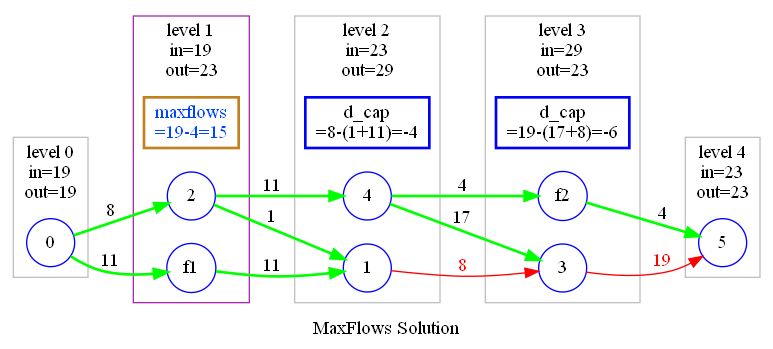 level 0
in=19
out=19
0
8
11
level 1
in=19
out=23
maxflows
=19-4=15
2
f1
11
1
11
level 2
in=23
out=29
d_cap
=8-(1+11)=-4
4
1
4
17
8
level 3
in=29
out=23
d_cap
=19-(17+8)=-6
f2
3
4
19
level 4
in=23
out=23
5
MaxFlows Solution